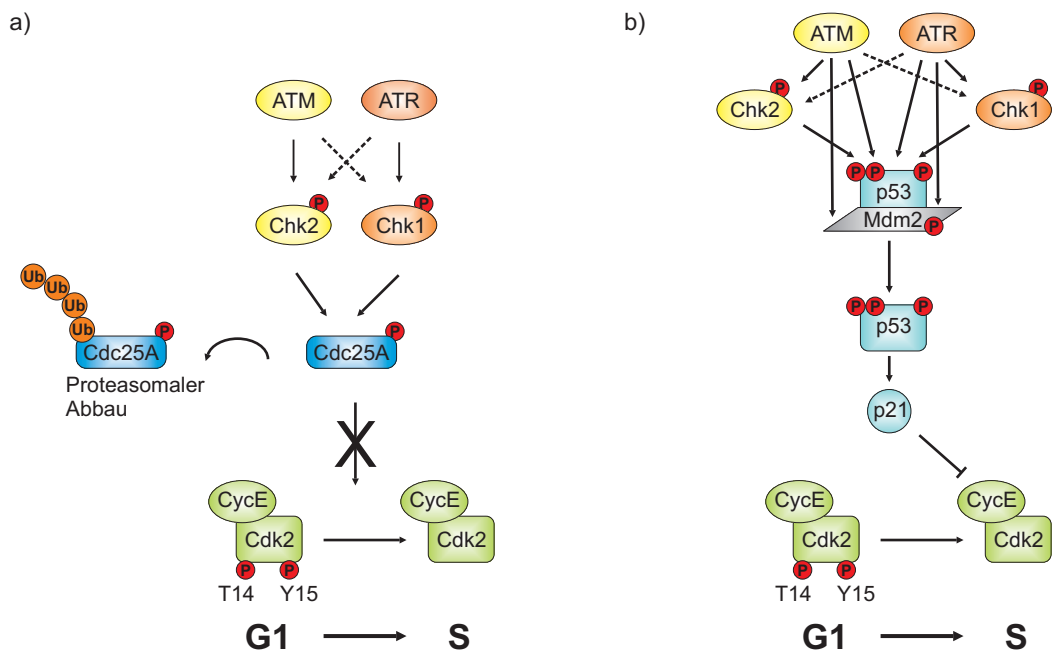 a)
ATM
ATR
P
P
Chk2
Chk1
Ub
Ub
Ub
Ub
P
P
Cdc25A
Cdc25A
Proteasomaler
Abbau
X
CycE
CycE
Cdk2
Cdk2
P
P
T14
Y15
G1
S
b)
ATM
ATR
P
P
Chk2
Chk1
P
P
P
p53
Mdm2
P
P
P
P
p53
p21
CycE
CycE
Cdk2
Cdk2
P
P
T14
Y15
G1
S